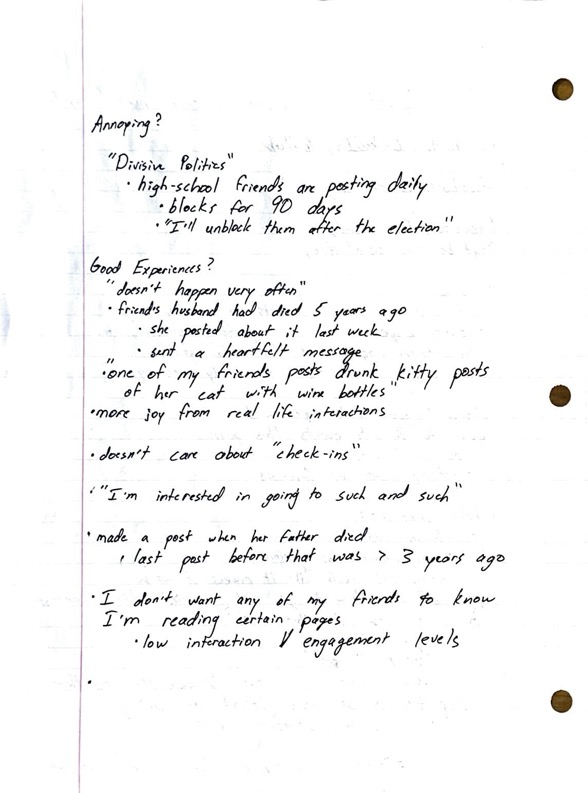 Annoying?
"Divisive Politics"
• high-school friends are posting daily
• blocks for 90 days
• "I'll unblock them after the election"
Good Experiences?
"doesn't happen very often"
• friend's husband had died 5 years ago
• she posted about it last week
• sent a heartfelt message
• "one of my friends posts drunk kitty posts
of her cat with wine bottles"
• more joy from real life interactions
• doesn't care about "check-ins"
• "I'm interested in going to such and such"
• made a post when her father died
• last post before that was > 3 years ago
• I don't want any of my friends to know
I'm reading certain pages
• low interaction engagement levels